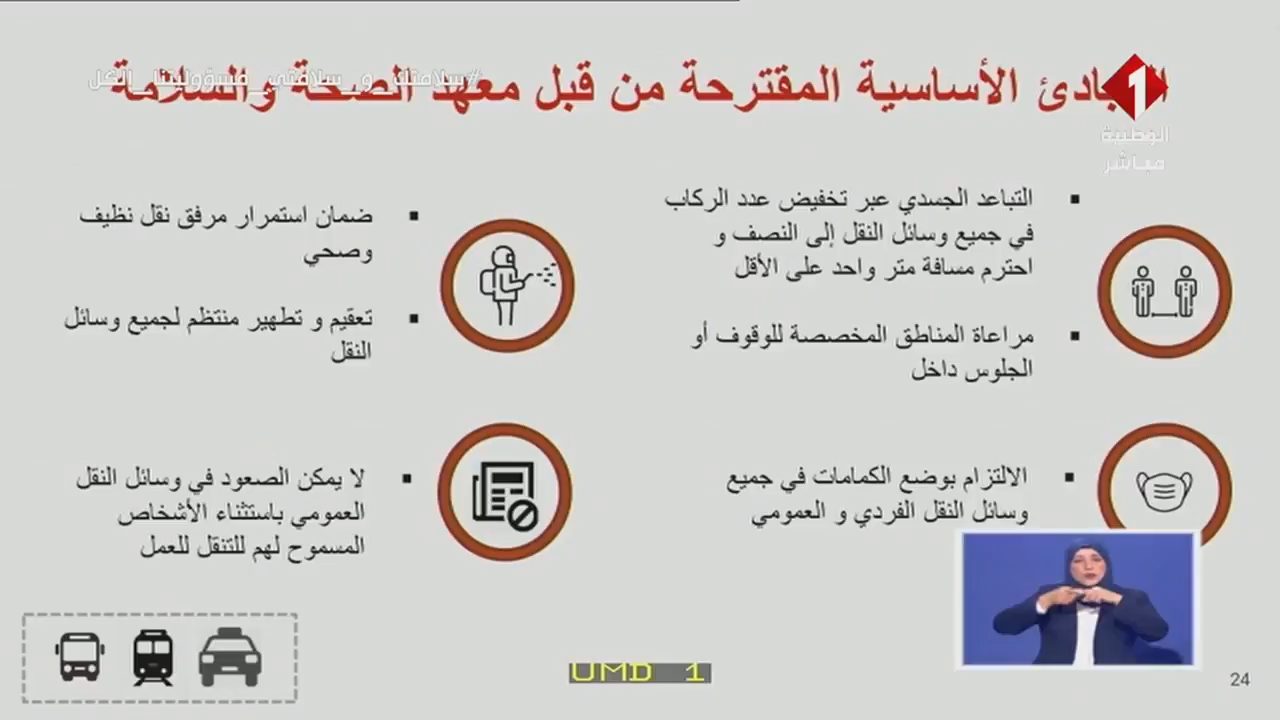 #سلامتك_و_سلامتي_مسؤوليتنا_الكل
المبادئ الأساسية المقترحة من قبل معهد الصحة والسلامة
1
الوطنية
مباشر
التباعد الجسدي عبر تخفيض عدد الركاب
في جميع وسائل النقل إلى النصف و
احترم مسافة متر واحد على الأقل
مراعاة المناطق المخصصة للوقوف أو
الجلوس داخل
ضمان استمرار مرفق نقل نظيف
وصحي
تعقيم و تطهير منتظم لجميع وسائل
النقل
الالتزام بوضع الكمامات في جميع
وسائل النقل الفردي و العمومي
لا يمكن الصعود في وسائل النقل
العمومي باستثناء الأشخاص
المسموح لهم للتنقل للعمل
UMD 1
24